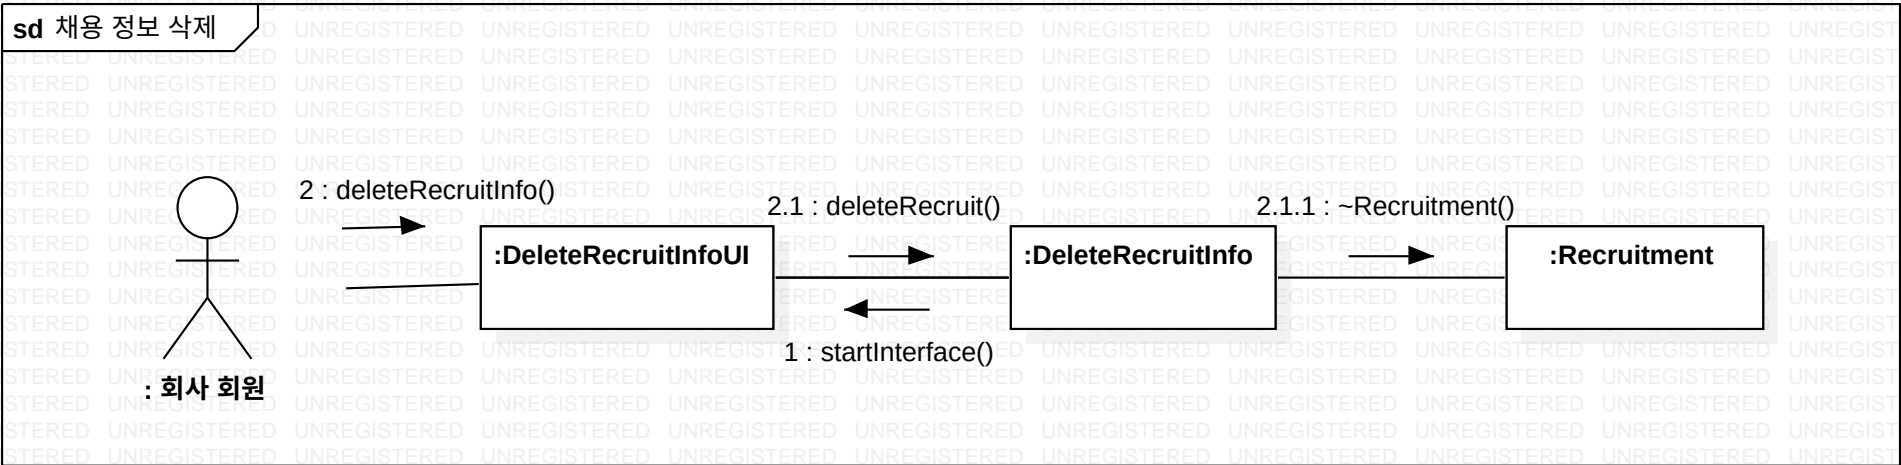 sd 채용 정보 삭제
2 : deleteRecruitInfo()
2.1 : deleteRecruit()
2.1.1 : ~Recruitment()
:DeleteRecruitInfoUI
:DeleteRecruitInfo
:Recruitment
1 : startInterface()
: 회사 회원
UNREGISTERED